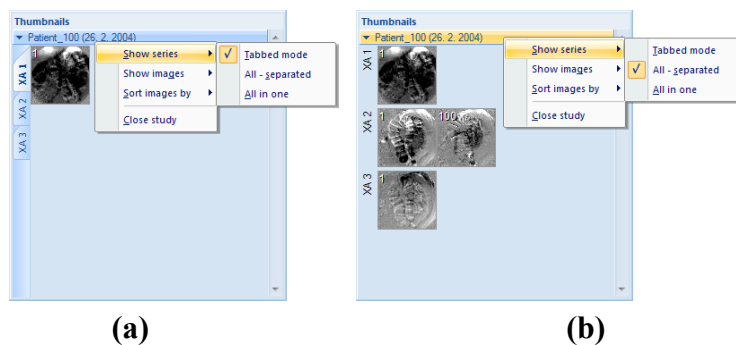 Thumbnails
Patient_100 (26. 2. 2004)
1
XA 1
XA 2
XA 3
Show series
Show images
Sort images by
Close study
Tabbed mode
All - separated
All in one
(a)
Thumbnails
Patient_100 (26. 2. 2004)
XA 1
1
XA 2
1
100
XA 3
1
Show series
Show images
Sort images by
Close study
Tabbed mode
All - separated
All in one
(b)